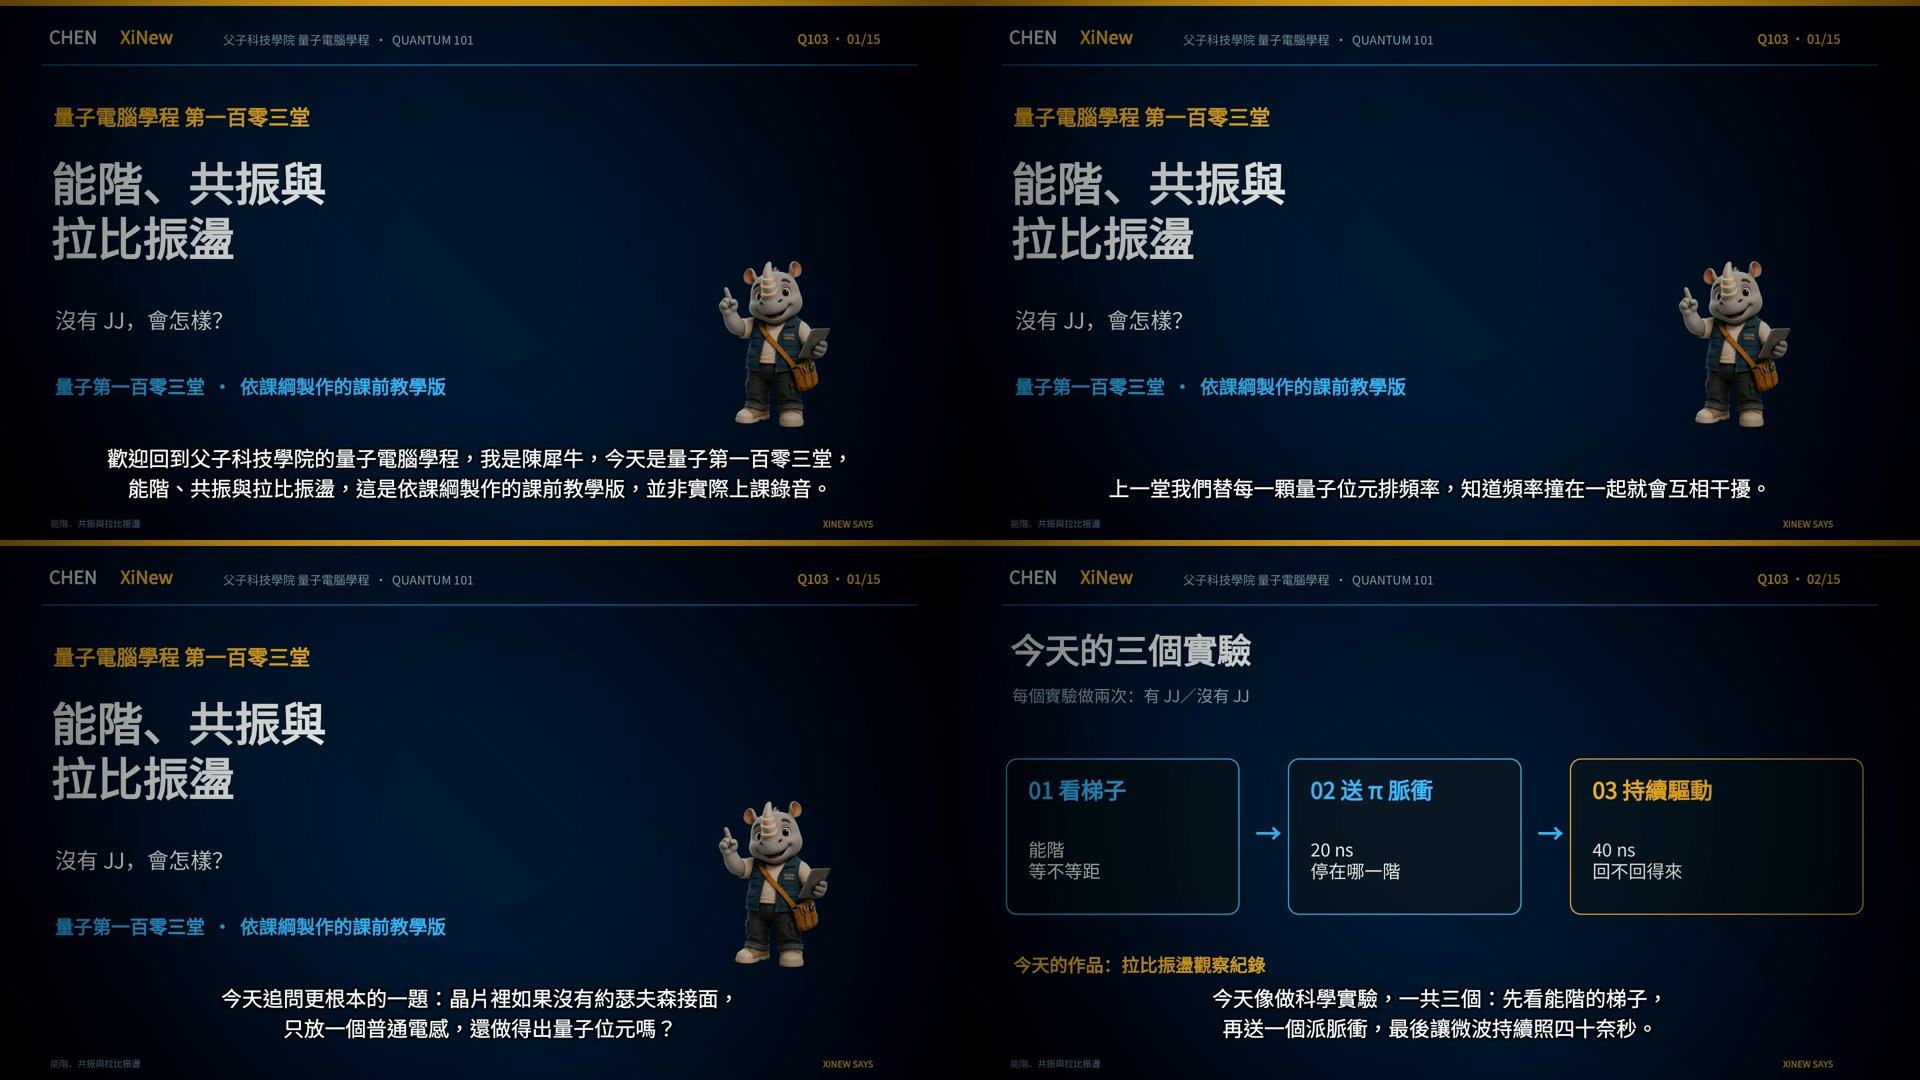 CHEN XiNew 父子科技學院 量子電腦學程 · QUANTUM 101 Q103 · 01/15
量子電腦學程 第一百零三堂
能階、共振與
拉比振盪
沒有 JJ，會怎樣？
量子第一百零三堂 · 依課綱製作的課前教學版
歡迎回到父子科技學院的量子電腦學程，我是陳犀牛，今天是量子第一百零三堂，
能階、共振與拉比振盪，這是依課綱製作的課前教學版，並非實際上課錄音。
能階、共振與拉比振盪 XINEW SAYS
CHEN XiNew 父子科技學院 量子電腦學程 · QUANTUM 101 Q103 · 01/15
量子電腦學程 第一百零三堂
能階、共振與
拉比振盪
沒有 JJ，會怎樣？
量子第一百零三堂 · 依課綱製作的課前教學版
上一堂我們替每一顆量子位元排頻率，知道頻率撞在一起就會互相干擾。
能階、共振與拉比振盪 XINEW SAYS
CHEN XiNew 父子科技學院 量子電腦學程 · QUANTUM 101 Q103 · 01/15
量子電腦學程 第一百零三堂
能階、共振與
拉比振盪
沒有 JJ，會怎樣？
量子第一百零三堂 · 依課綱製作的課前教學版
今天追問更根本的一題：晶片裡如果沒有約瑟夫森接面，
只放一個普通電感，還做得出量子位元嗎？
能階、共振與拉比振盪 XINEW SAYS
CHEN XiNew 父子科技學院 量子電腦學程 · QUANTUM 101 Q103 · 02/15
今天的三個實驗
每個實驗做兩次：有 JJ／沒有 JJ
01 看梯子
能階
等不等距
→
02 送 π 脈衝
20 ns
停在哪一階
→
03 持續驅動
40 ns
回不回得來
今天的作品：拉比振盪觀察紀錄
今天像做科學實驗，一共三個：先看能階的梯子，
再送一個派脈衝，最後讓微波持續照四十奈秒。
能階、共振與拉比振盪 XINEW SAYS